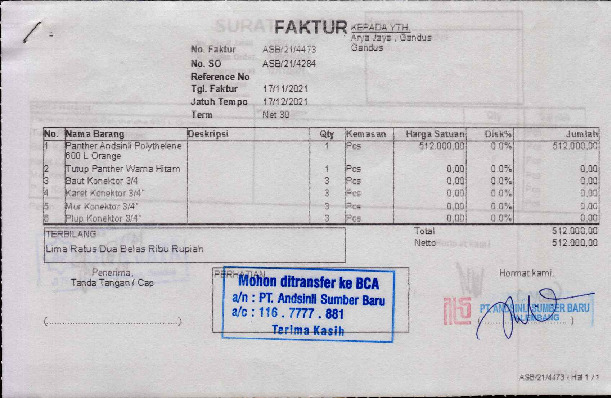 FAKTUR
KEPADA YTH.
Arya Jaya , Gandus
Gandus
No. Faktur ASB/21/4473
No. SO ASB/21/4284
Reference No
Tgl. Faktur 17/11/2021
Jatuh Tempo 17/12/2021
Term Net 30
No. Nama Barang Deskripsi Qty Kemasan Harga Satuan Disk% Jumlah
1 Panther Andsinli Polythelene 1 Pcs 512.000,00 0.0% 512.000,00
600 L Orange
2 Tutup Panther Warna Hitam 1 Pcs 0,00 0.0% 0,00
3 Baut Konektor 3/4 3 Pcs 0,00 0.0% 0,00
4 Karet Konektor 3/4" 3 Pcs 0,00 0.0% 0,00
5 Mur Konektor 3/4" 3 Pcs 0,00 0.0% 0,00
6 Plup Konektor 3/4" 3 Pcs 0,00 0.0% 0,00
TERBILANG
Lima Ratus Dua Belas Ribu Rupiah
Total 512.000,00
Netto 512.000,00
Penerima,
Tanda Tangan / Cap
PERHATIAN
Mohon ditransfer ke BCA
a/n : PT. Andsinli Sumber Baru
a/c : 116 . 7777 . 881
Terima Kasih
Hormat kami,
PT. ANDSINLI SUMBER BARU
PALEMBANG
ASB/21/4473 / Hal 1 / 1